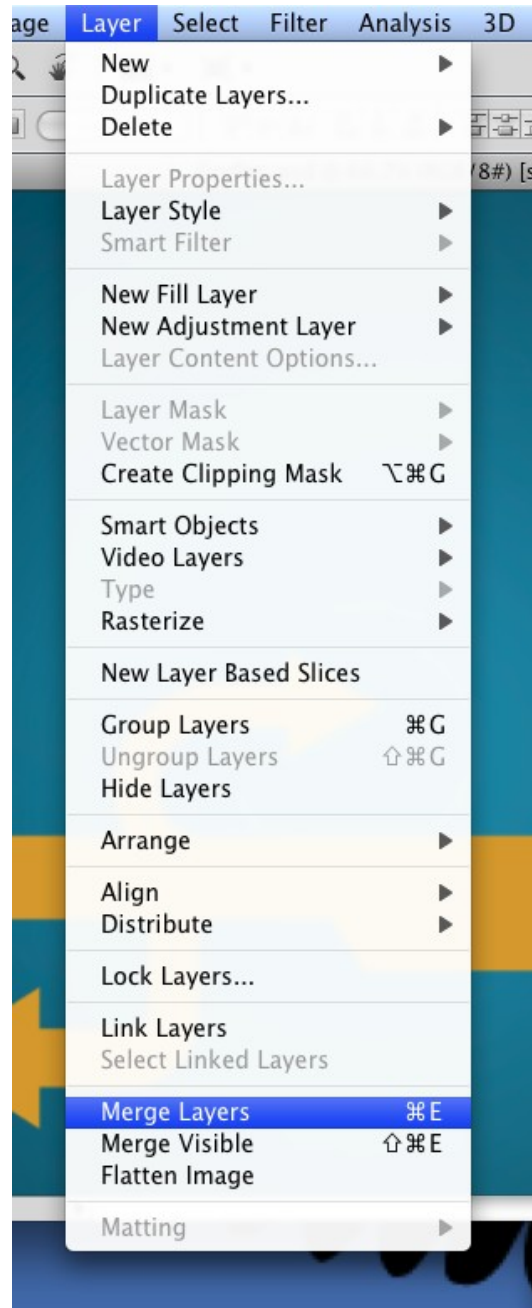 age Layer Select Filter Analysis 3D
New
Duplicate Layers...
Delete
/8#) [s
Layer Properties...
Layer Style
Smart Filter
New Fill Layer
New Adjustment Layer
Layer Content Options...
Layer Mask
Vector Mask
Create Clipping Mask ⌥⌘G
Smart Objects
Video Layers
Type
Rasterize
New Layer Based Slices
Group Layers ⌘G
Ungroup Layers ⇧⌘G
Hide Layers
Arrange
Align
Distribute
Lock Layers...
Link Layers
Select Linked Layers
Merge Layers ⌘E
Merge Visible ⇧⌘E
Flatten Image
Matting